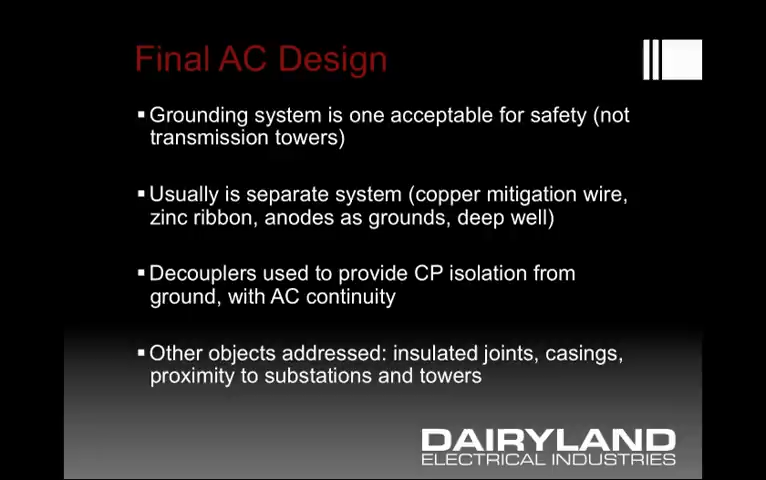 Final AC Design
▪ Grounding system is one acceptable for safety (not
transmission towers)
▪ Usually is separate system (copper mitigation wire,
zinc ribbon, anodes as grounds, deep well)
▪ Decouplers used to provide CP isolation from
ground, with AC continuity
▪ Other objects addressed: insulated joints, casings,
proximity to substations and towers
DAIRYLAND
ELECTRICAL INDUSTRIES